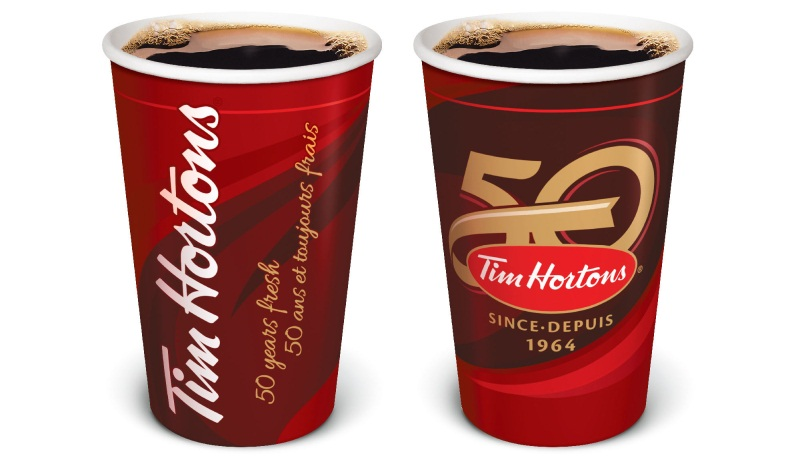 Tim Hortons
50 years fresh
50 ans et toujours frais
50
Tim Hortons®
SINCE·DEPUIS
1964